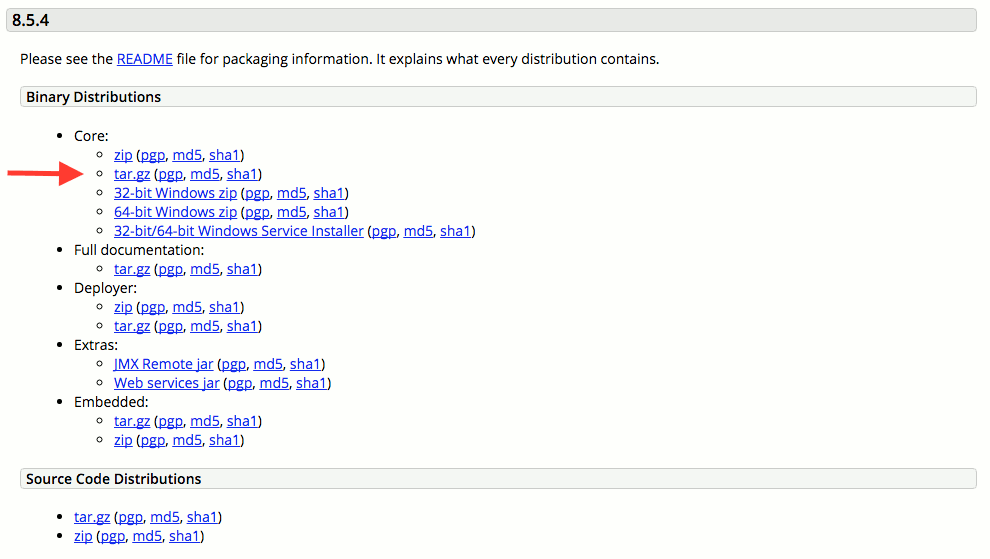 8.5.4
Please see the README file for packaging information. It explains what every distribution contains.
Binary Distributions
Core:
zip (pgp, md5, sha1)
tar.gz (pgp, md5, sha1)
32-bit Windows zip (pgp, md5, sha1)
64-bit Windows zip (pgp, md5, sha1)
32-bit/64-bit Windows Service Installer (pgp, md5, sha1)
Full documentation:
tar.gz (pgp, md5, sha1)
Deployer:
zip (pgp, md5, sha1)
tar.gz (pgp, md5, sha1)
Extras:
JMX Remote jar (pgp, md5, sha1)
Web services jar (pgp, md5, sha1)
Embedded:
tar.gz (pgp, md5, sha1)
zip (pgp, md5, sha1)
Source Code Distributions
tar.gz (pgp, md5, sha1)
zip (pgp, md5, sha1)